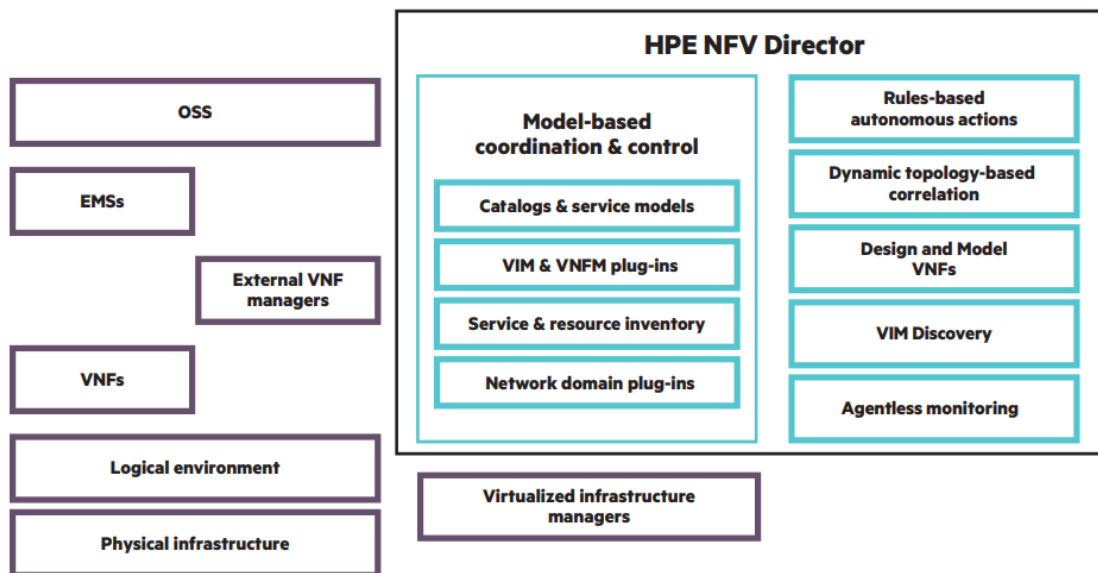 HPE NFV Director
OSS
EMSs
External VNF
managers
VNFs
Logical environment
Physical infrastructure
Model-based
coordination & control
Catalogs & service models
VIM & VNFM plug-ins
Service & resource inventory
Network domain plug-ins
Rules-based
autonomous actions
Dynamic topology-based
correlation
Design and Model
VNFs
VIM Discovery
Agentless monitoring
Virtualized infrastructure
managers